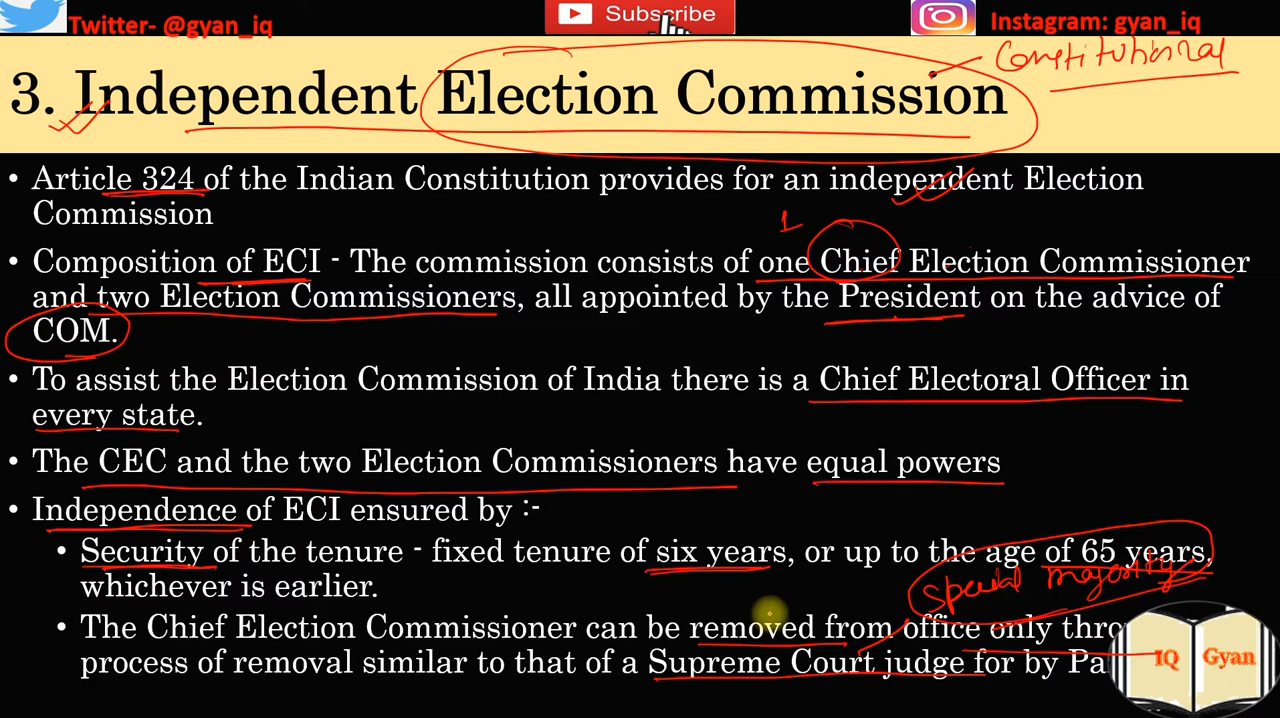 Twitter- @gyan_iq
Subscribe
Instagram: gyan_iq
Constitutional
3. Independent Election Commission
• Article 324 of the Indian Constitution provides for an independent Election
Commission
1
• Composition of ECI - The commission consists of one Chief Election Commissioner
and two Election Commissioners, all appointed by the President on the advice of
COM.
• To assist the Election Commission of India there is a Chief Electoral Officer in
every state.
• The CEC and the two Election Commissioners have equal powers
• Independence of ECI ensured by :-
• Security of the tenure - fixed tenure of six years, or up to the age of 65 years,
special majority
whichever is earlier.
• The Chief Election Commissioner can be removed from office only thro
process of removal similar to that of a Supreme Court judge for by Pa
IQ Gyan